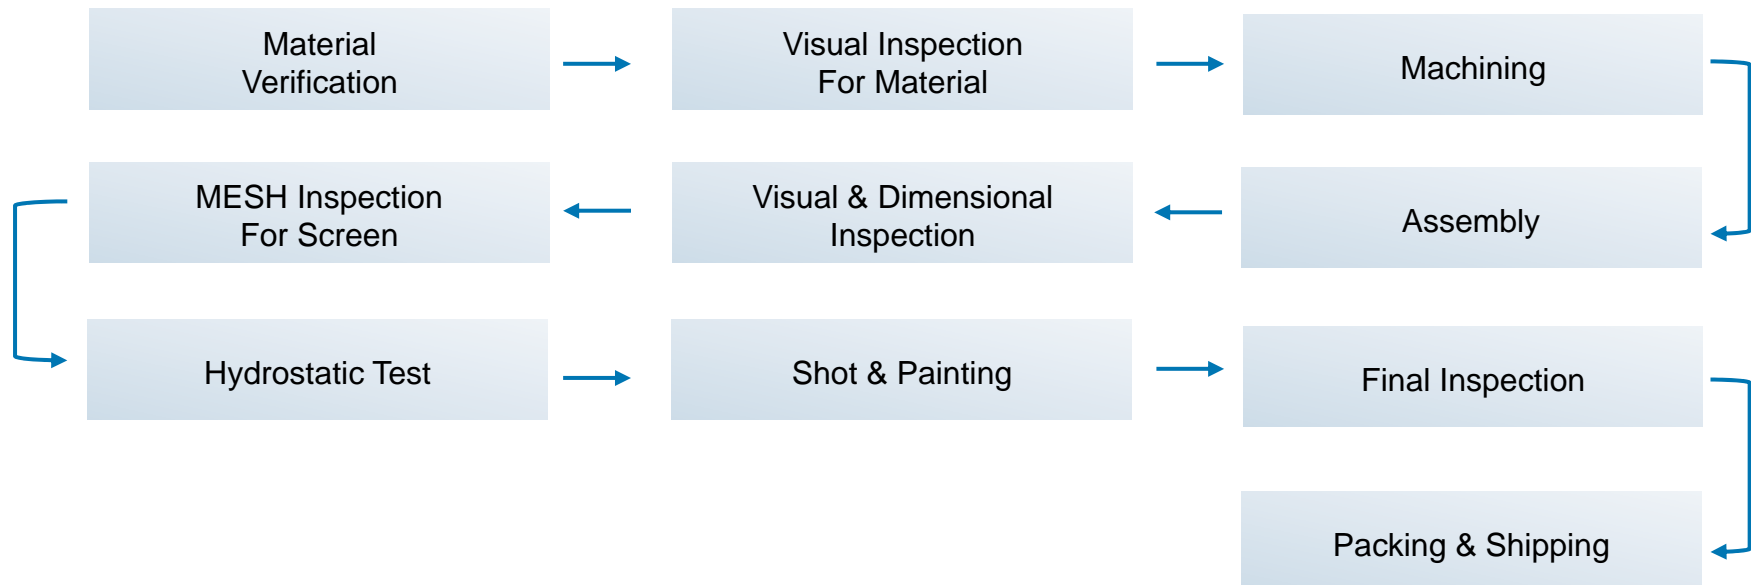 Material
Verification
Visual Inspection
For Material
Machining
Assembly
Visual & Dimensional
Inspection
MESH Inspection
For Screen
Hydrostatic Test
Shot & Painting
Final Inspection
Packing & Shipping